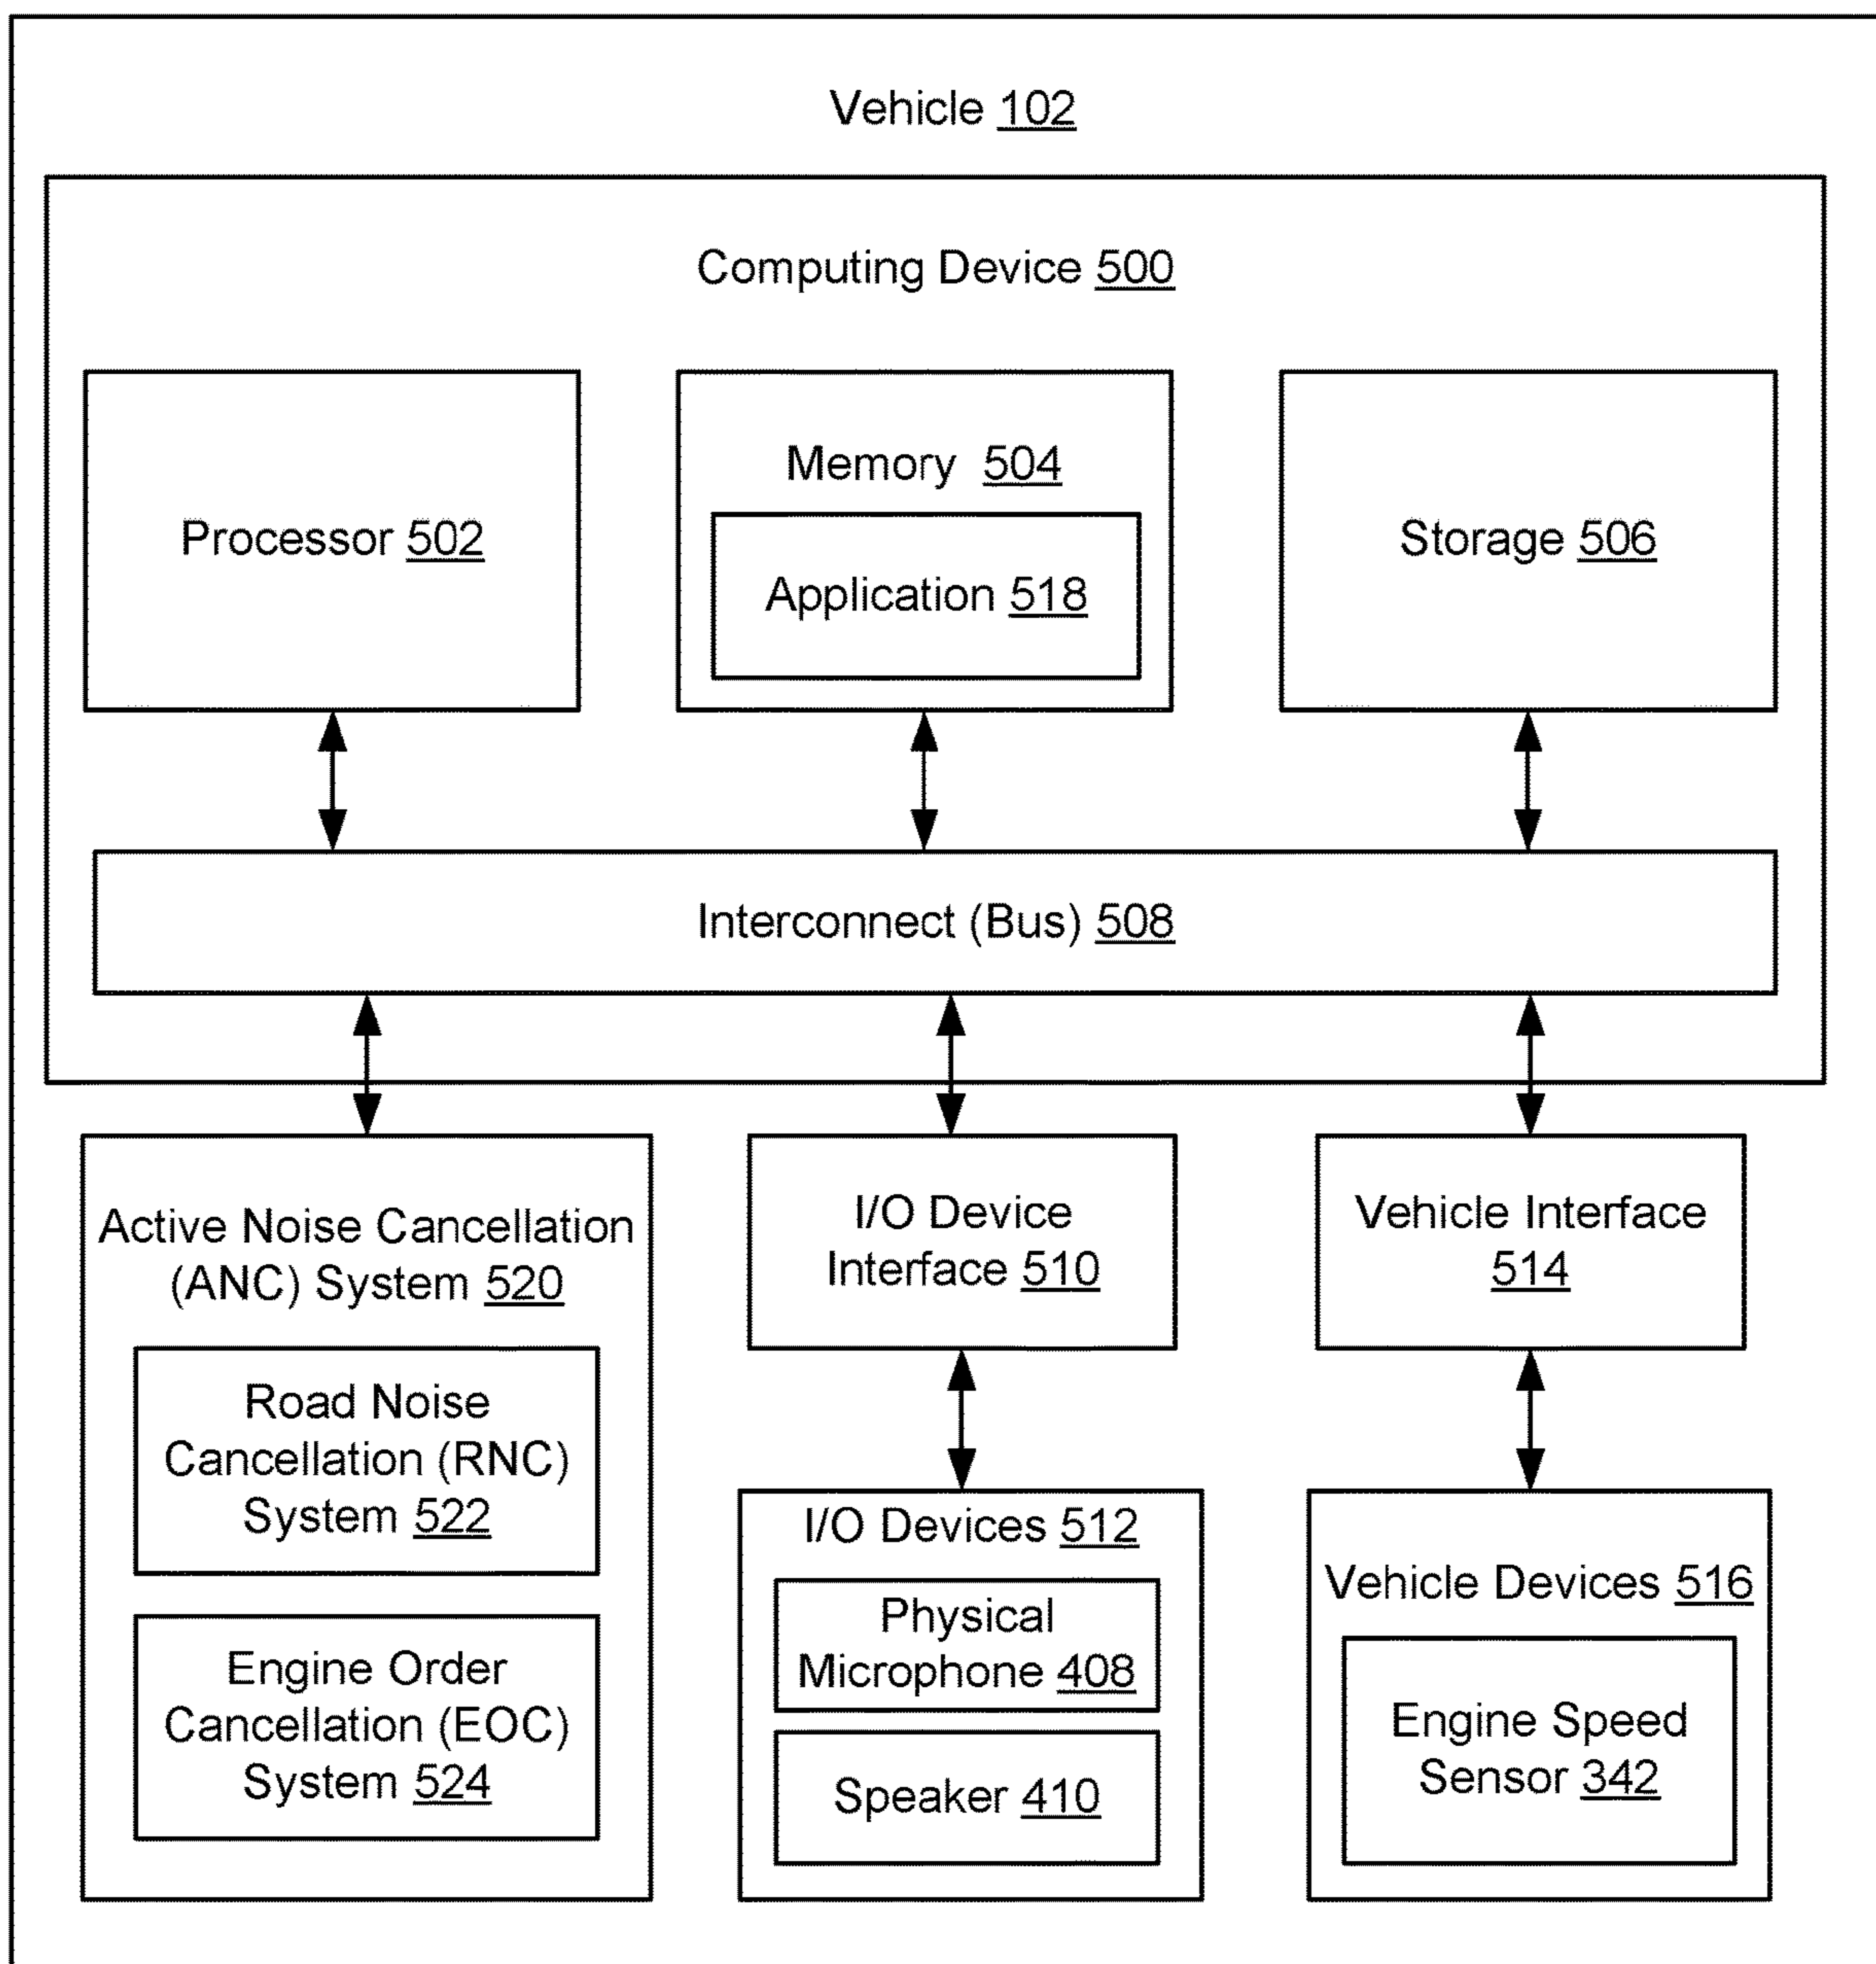 Vehicle 102
Computing Device 500
Processor 502
Memory 504
Application 518
Storage 506
Interconnect (Bus) 508
Active Noise Cancellation
(ANC) System 520
Road Noise
Cancellation (RNC)
System 522
Engine Order
Cancellation (EOC)
System 524
I/O Device
Interface 510
I/O Devices 512
Physical
Microphone 408
Speaker 410
Vehicle Interface
514
Vehicle Devices 516
Engine Speed
Sensor 342